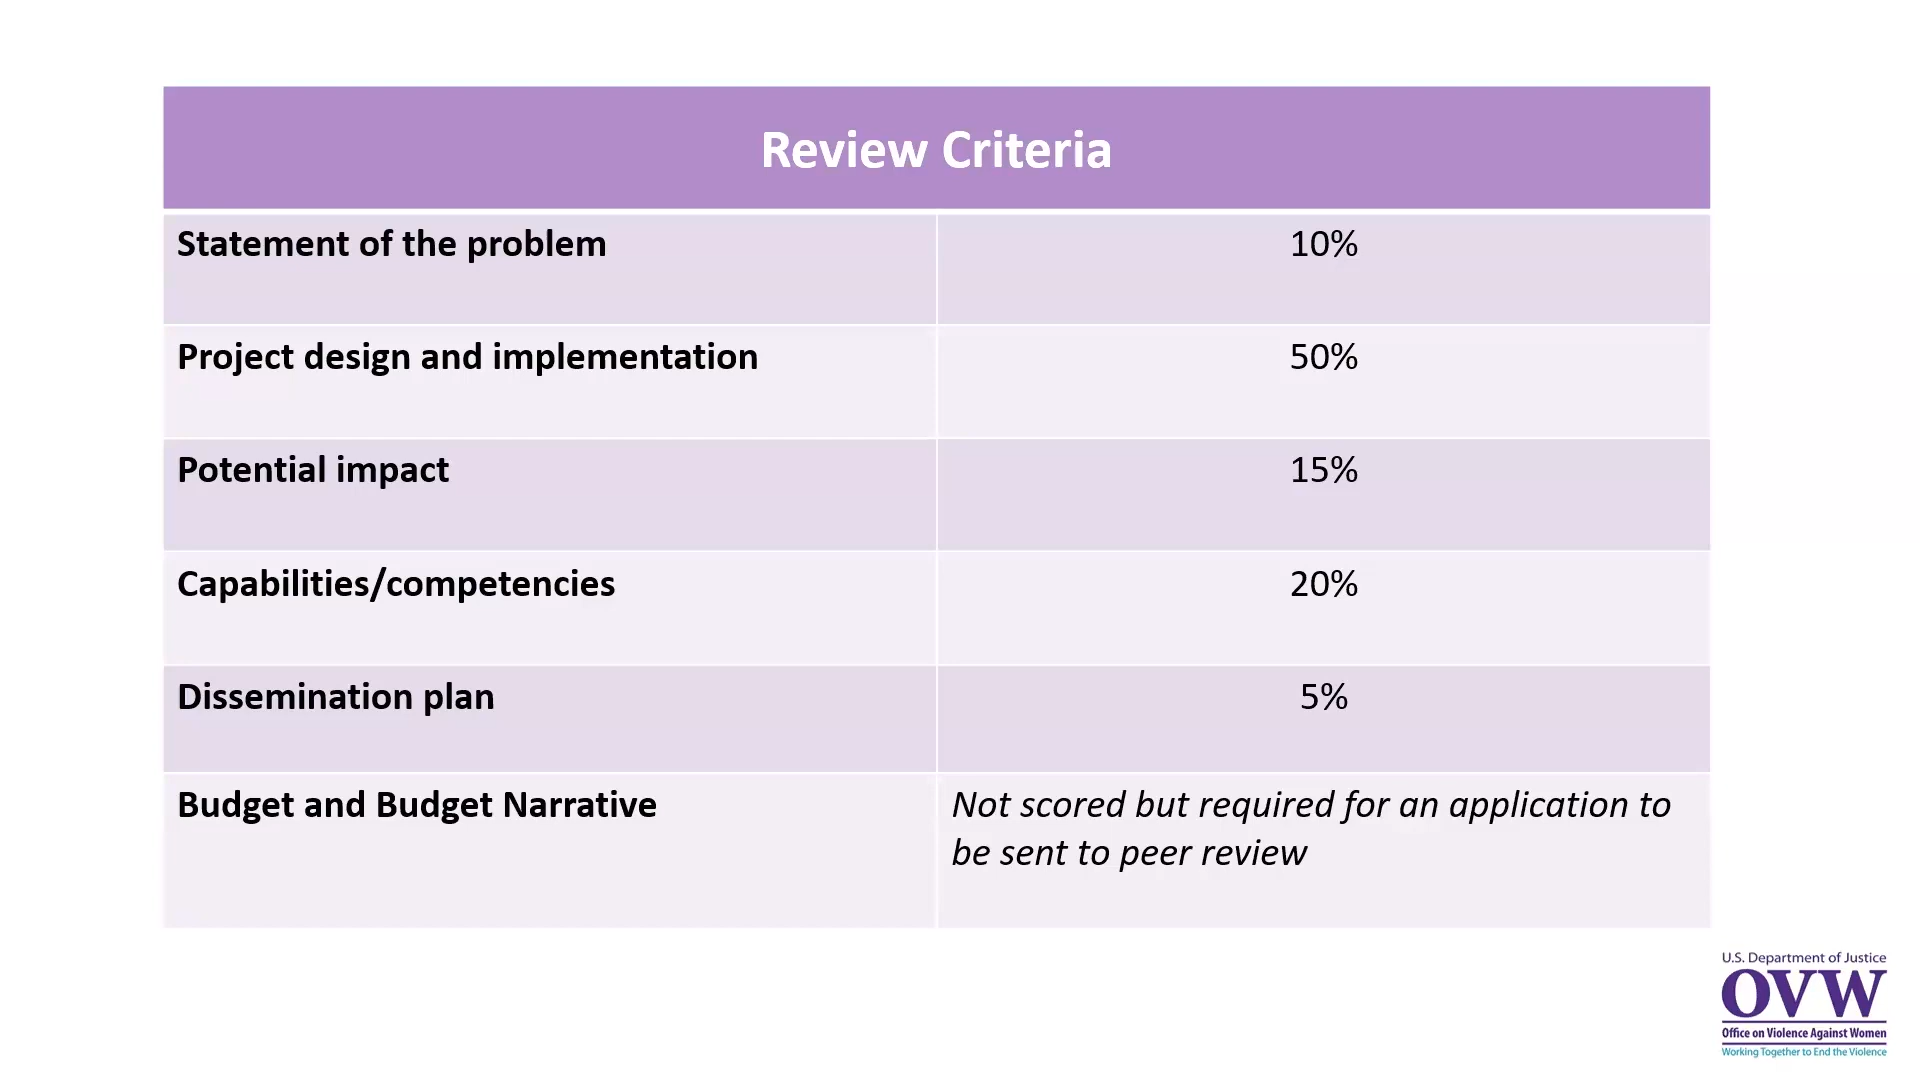 Review Criteria
Statement of the problem
10%
Project design and implementation
50%
Potential impact
15%
Capabilities/competencies
20%
Dissemination plan
5%
Budget and Budget Narrative
Not scored but required for an application to
be sent to peer review
U.S. Department of Justice
OVW
Office on Violence Against Women
Working Together to End the Violence